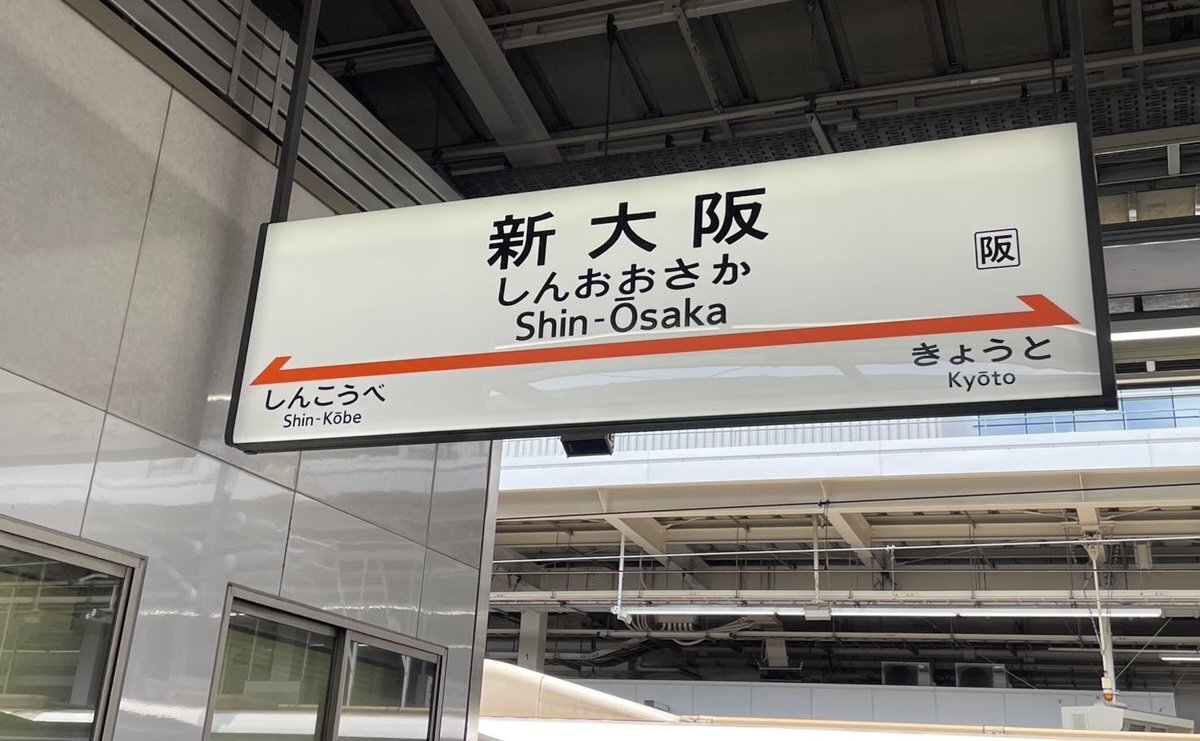 新大阪
しんおおさか
Shin-Ōsaka
阪
しんこうべ
Shin-Kōbe
きょうと
Kyōto